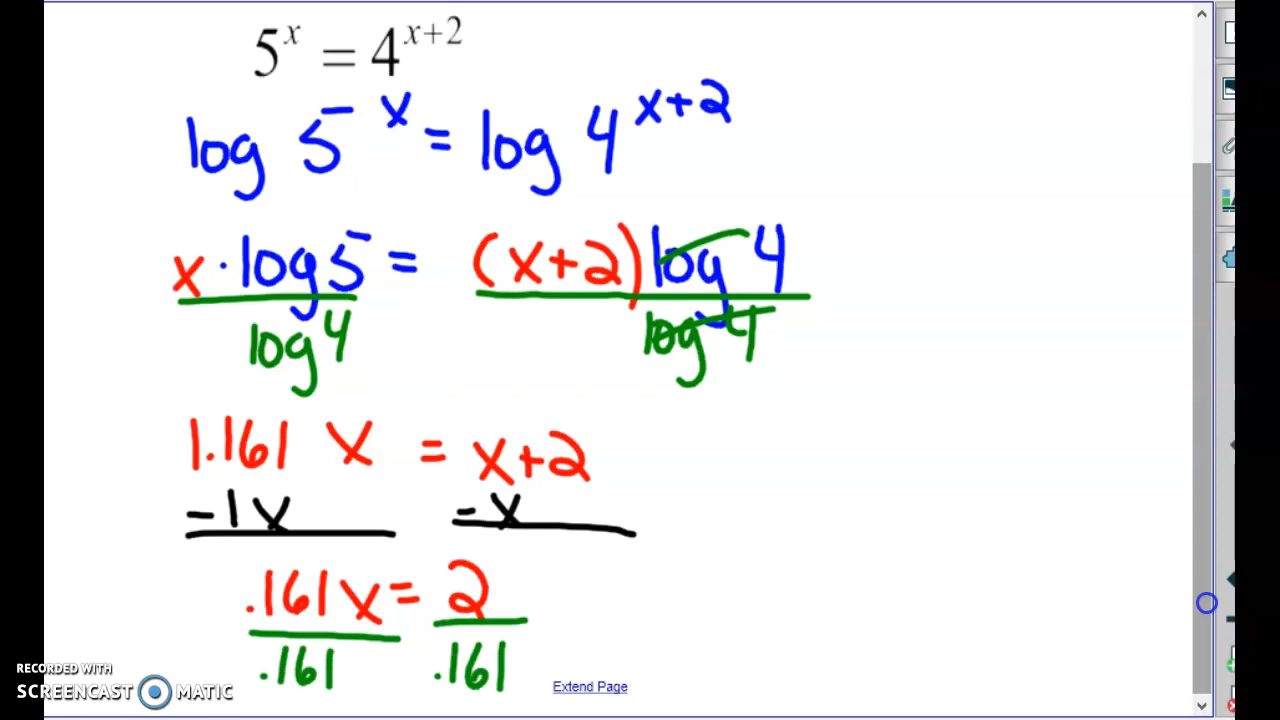 5^x = 4^{x+2}
log 5^x = log 4^{x+2}
x · log 5 = (x+2) log 4
log 4 log 4
1.161 x = x+2
-1x -x
.161x = 2
.161 .161
RECORDED WITH
SCREENCAST MATIC
Extend Page